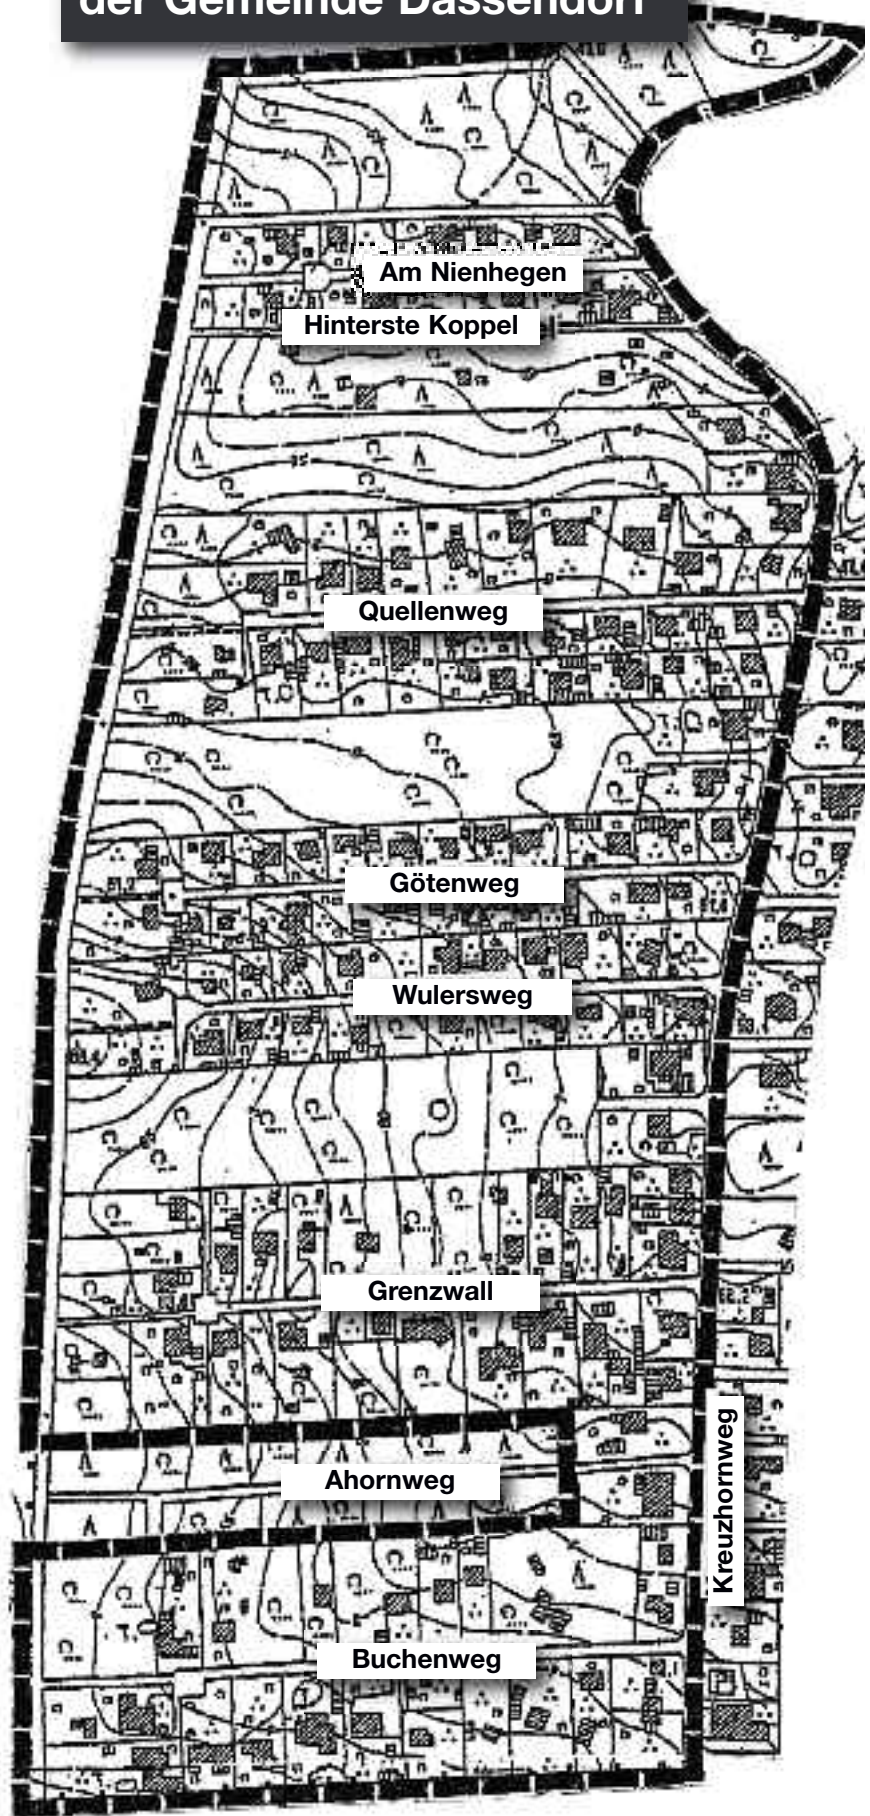 der Gemeinde Dassendorf
Am Nienhegen
Hinterste Koppel
Quellenweg
Götenweg
Wulersweg
Grenzwall
Ahornweg
Kreuzhornweg
Buchenweg